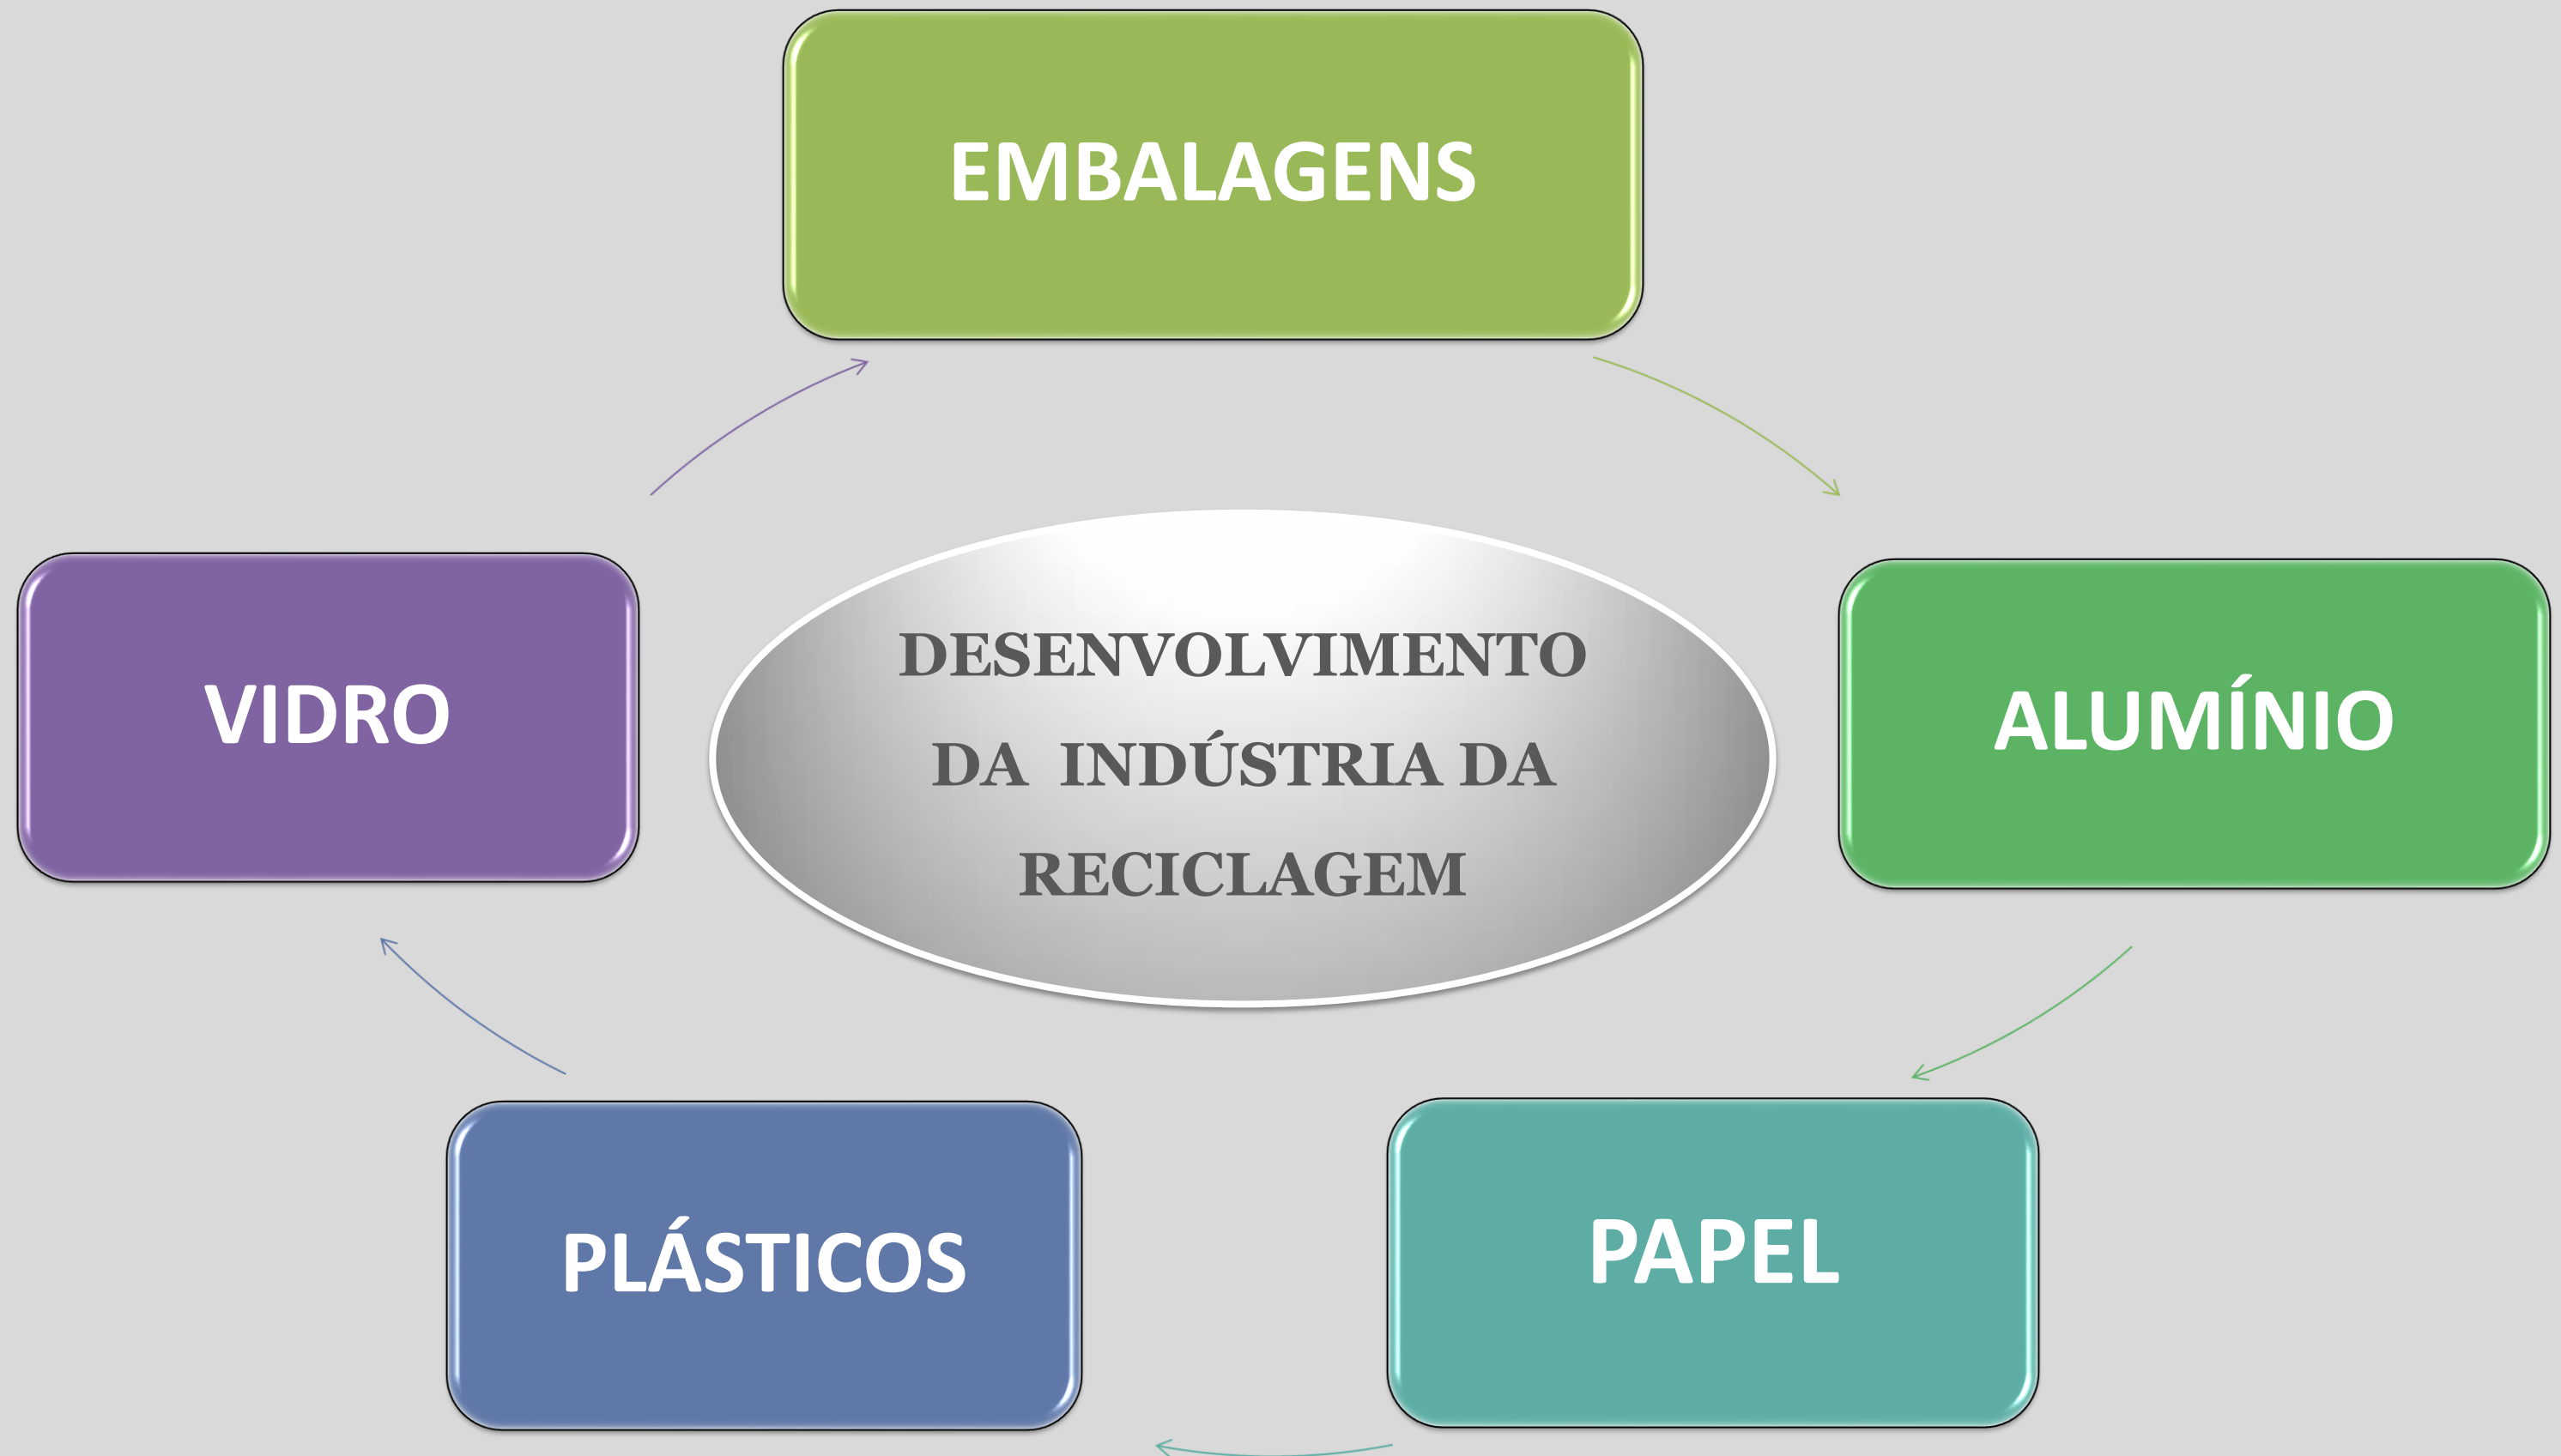 EMBALAGENS
VIDRO
DESENVOLVIMENTO
DA INDÚSTRIA DA
RECICLAGEM
ALUMÍNIO
PLÁSTICOS
PAPEL